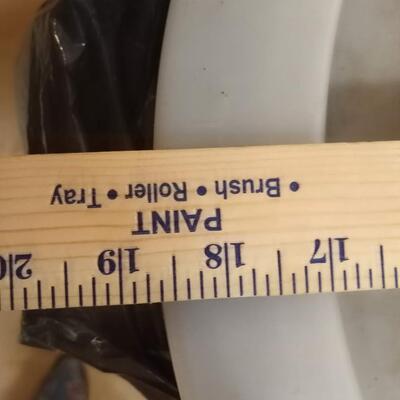 PAINT
• Brush • Roller • Tray
17 18 19 20